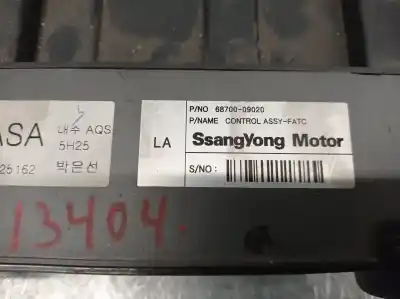 ASA
내수 AQS
5H25
25162
박은선
LA
P/NO 68700-09020
P/NAME CONTROL ASSY-FATC
SsangYong Motor
S/NO :
13404.